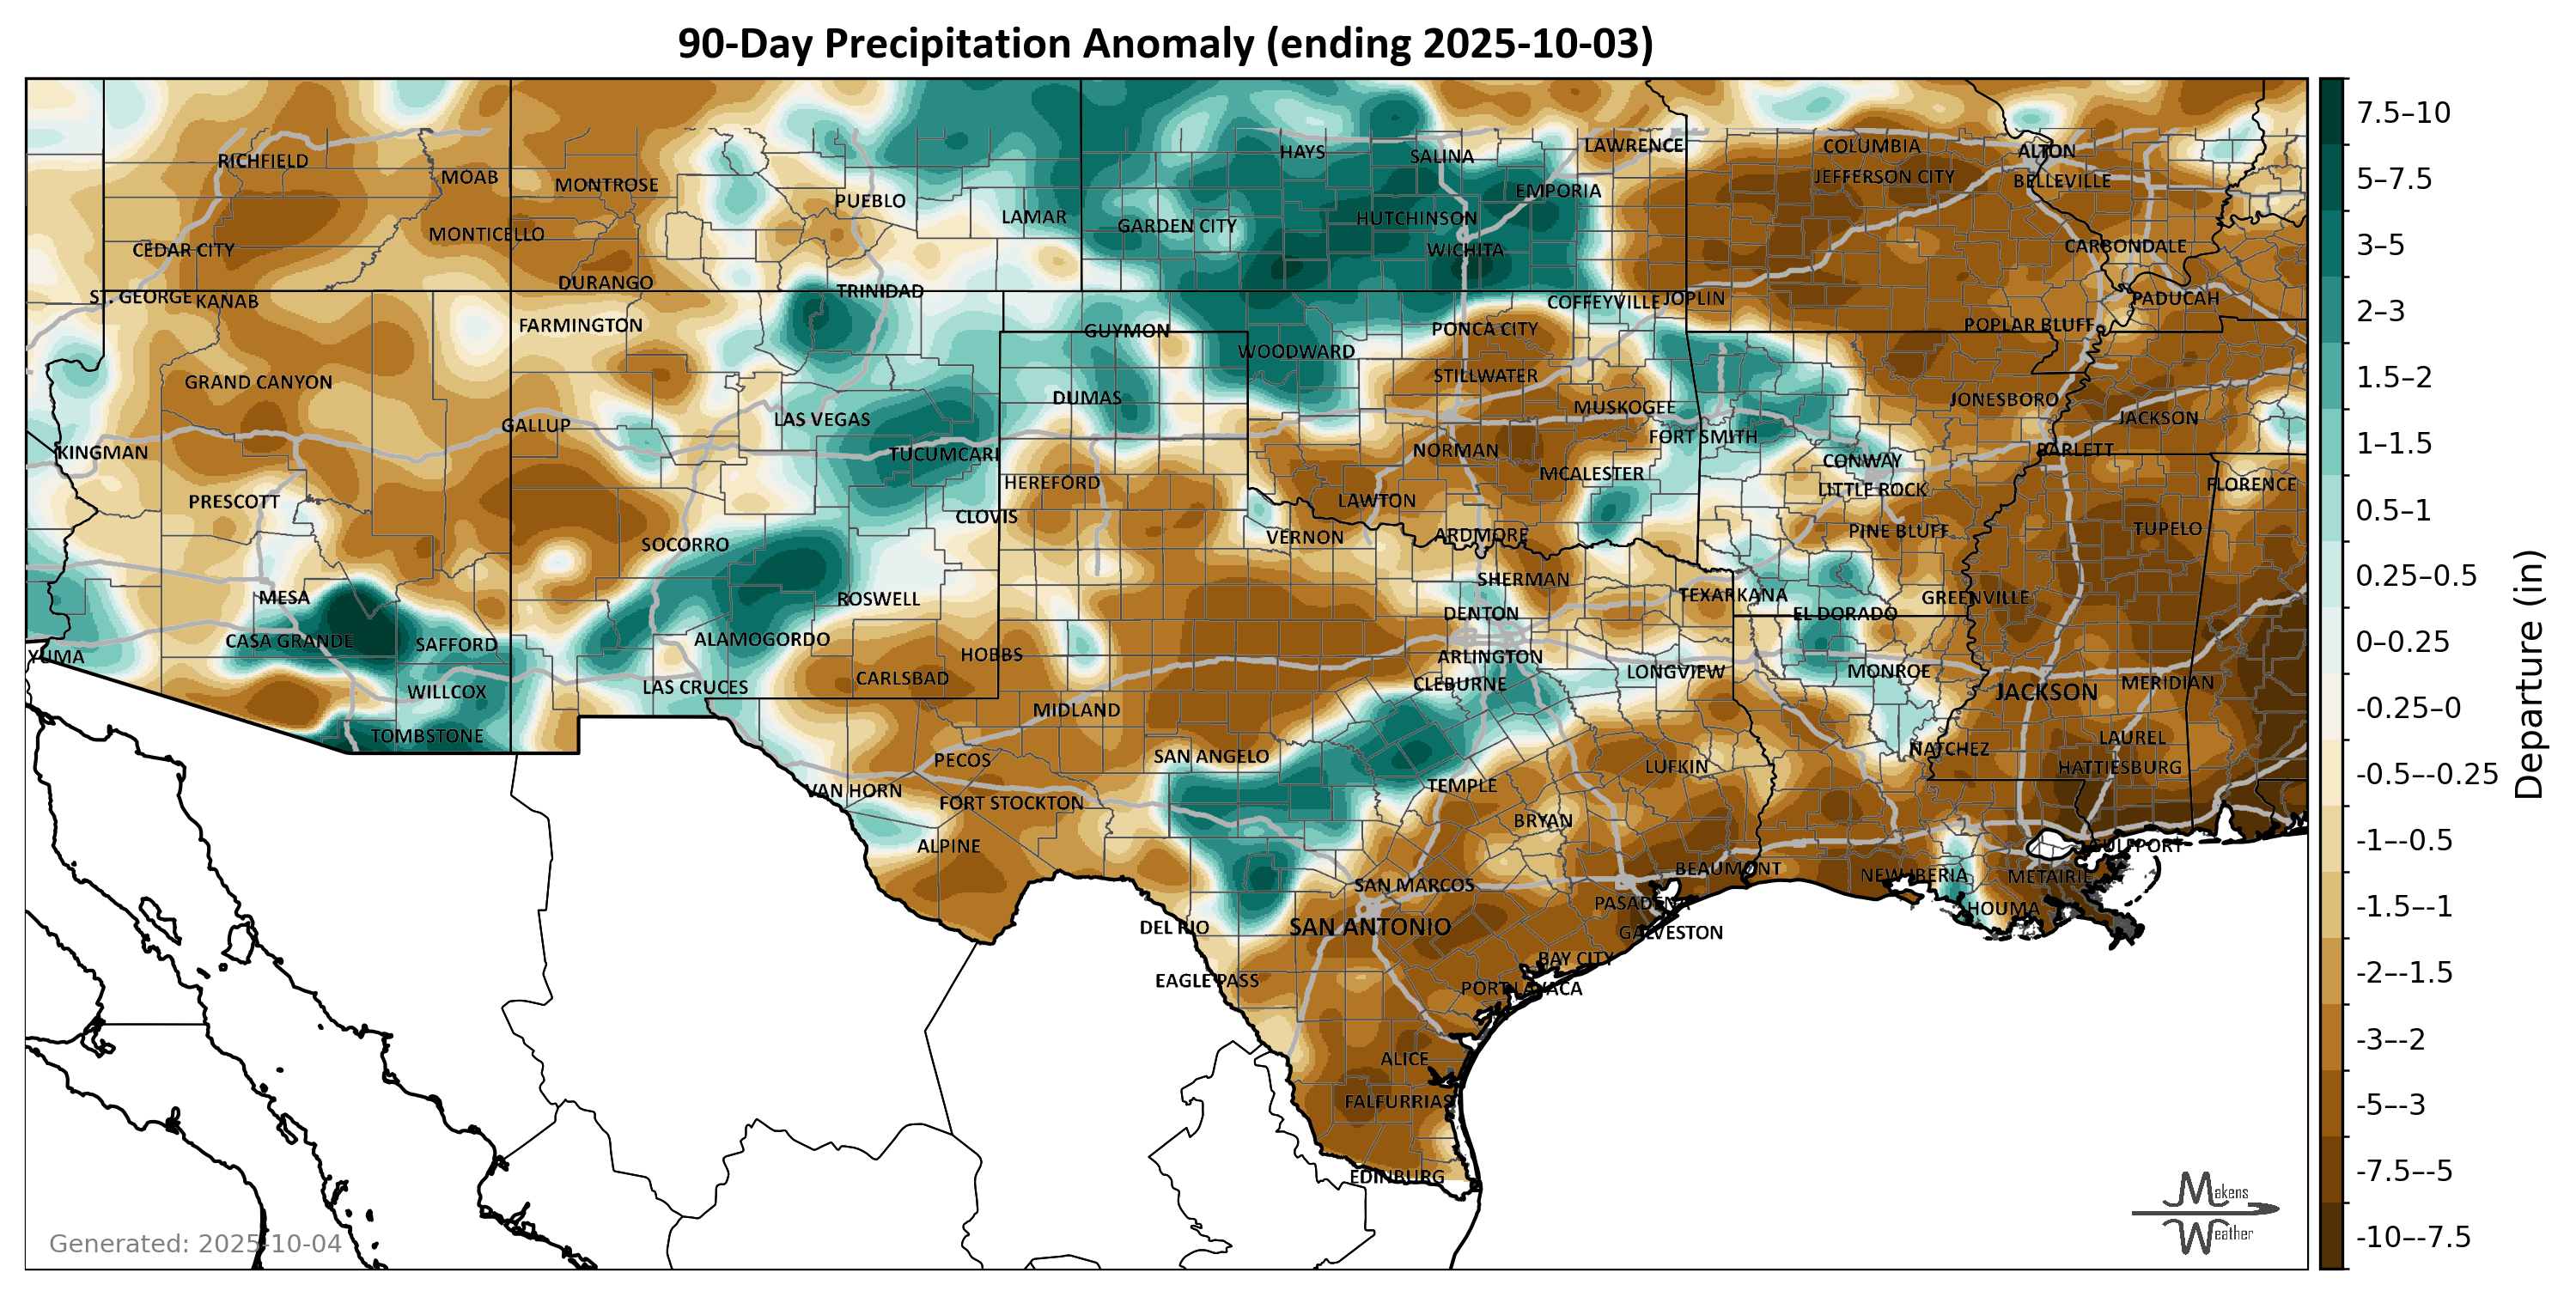 90-Day Precipitation Anomaly (ending 2025-10-03)
RICHFIELD
MOAB
MONTROSE
PUEBLO
LAMAR
HAYS
SALINA
LAWRENCE
EMPORIA
COLUMBIA
JEFFERSON CITY
ALTON
BELLEVILLE
CEDAR CITY
MONTICELLO
DURANGO
TRINIDAD
GARDEN CITY
HUTCHINSON
WICHITA
CARBONDALE
ST. GEORGE
KANAB
FARMINGTON
GUYMON
COFFEYVILLE
JOPLIN
PADUCAH
PONCA CITY
POPLAR BLUFF
WOODWARD
GRAND CANYON
DUMAS
STILLWATER
GALLUP
LAS VEGAS
MUSKOGEE
JONESBORO
JACKSON
KINGMAN
TUCUMCARI
NORMAN
FORT SMITH
BARLETT
PRESCOTT
HEREFORD
MCALESTER
CONWAY
LITTLE ROCK
FLORENCE
CLOVIS
LAWTON
SOCORRO
VERNON
ARDMORE
PINE BLUFF
TUPELO
MESA
ROSWELL
SHERMAN
TEXARKANA
GREENVILLE
CASA GRANDE
SAFFORD
ALAMOGORDO
DENTON
EL DORADO
YUMA
HOBBS
ARLINGTON
WILLCOX
LAS CRUCES
CARLSBAD
CLEBURNE
LONGVIEW
MONROE
JACKSON
MERIDIAN
TOMBSTONE
MIDLAND
PECOS
SAN ANGELO
LUFKIN
NATCHEZ
LAUREL
HATTIESBURG
VAN HORN
FORT STOCKTON
TEMPLE
BRYAN
ALPINE
GULFPORT
BEAUMONT
NEW IBERIA
METAIRIE
SAN MARCOS
PASADENA
HOUMA
DEL RIO
SAN ANTONIO
GALVESTON
EAGLE PASS
BAY CITY
PORT LAVACA
ALICE
FALFURRIAS
EDINBURG
7.5–10
5–7.5
3–5
2–3
1.5–2
1–1.5
0.5–1
0.25–0.5
0–0.25
-0.25–0
-0.5–-0.25
-1–-0.5
-1.5–-1
-2–-1.5
-3–-2
-5–-3
-7.5–-5
-10–-7.5
Departure (in)
Generated: 2025-10-04
Makens
Weather